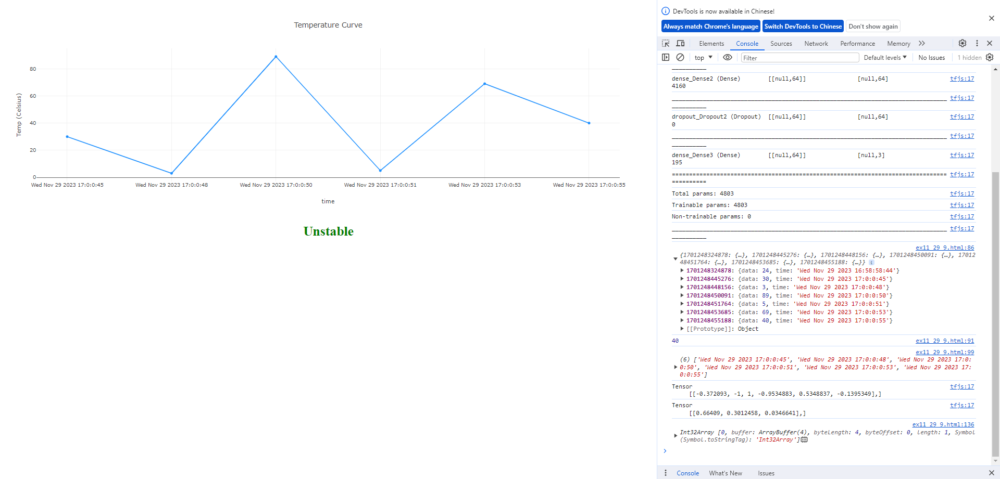 Temperature Curve
Temp (Celsius)
80
60
40
20
0
Wed Nov 29 2023 17:0:0:45
Wed Nov 29 2023 17:0:0:48
Wed Nov 29 2023 17:0:0:50
Wed Nov 29 2023 17:0:0:51
Wed Nov 29 2023 17:0:0:53
Wed Nov 29 2023 17:0:0:55
time
Unstable
DevTools is now available in Chinese!
Always match Chrome's language Switch DevTools to Chinese Don't show again
Elements Console Sources Network Performance Memory
top Filter Default levels No Issues 1 hidden
dense_Dense2 (Dense) [[null,64]] [null,64] tfjs:17
4160
________________________________________________________________________________ tfjs:17
__________
dropout_Dropout2 (Dropout) [[null,64]] [null,64] tfjs:17
0
________________________________________________________________________________ tfjs:17
__________
dense_Dense3 (Dense) [[null,64]] [null,3] tfjs:17
195
================================================================================ tfjs:17
==========
Total params: 4803 tfjs:17
Trainable params: 4803 tfjs:17
Non-trainable params: 0 tfjs:17
________________________________________________________________________________ tfjs:17
__________
ex11_29_9.html:86
{1701248324878: {…}, 1701248445276: {…}, 1701248448156: {…}, 1701248450091: {…}, 17012
48451764: {…}, 1701248453685: {…}, 1701248455188: {…}} i
1701248324878: {data: 24, time: 'Wed Nov 29 2023 16:58:58:44'}
1701248445276: {data: 30, time: 'Wed Nov 29 2023 17:0:0:45'}
1701248448156: {data: 3, time: 'Wed Nov 29 2023 17:0:0:48'}
1701248450091: {data: 89, time: 'Wed Nov 29 2023 17:0:0:50'}
1701248451764: {data: 5, time: 'Wed Nov 29 2023 17:0:0:51'}
1701248453685: {data: 69, time: 'Wed Nov 29 2023 17:0:0:53'}
1701248455188: {data: 40, time: 'Wed Nov 29 2023 17:0:0:55'}
[[Prototype]]: Object
40 ex11_29_9.html:91
ex11_29_9.html:99
(6) ['Wed Nov 29 2023 17:0:0:45', 'Wed Nov 29 2023 17:0:0:48', 'Wed Nov 29 2023 17:0:
0:50', 'Wed Nov 29 2023 17:0:0:51', 'Wed Nov 29 2023 17:0:0:53', 'Wed Nov 29 2023 17:
0:0:55']
Tensor tfjs:17
[[-0.372093, -1, 1, -0.9534883, 0.5348837, -0.1395349],]
Tensor tfjs:17
[[0.66409, 0.3012458, 0.0346641],]
ex11_29_9.html:136
Int32Array [0, buffer: ArrayBuffer(4), byteLength: 4, byteOffset: 0, length: 1, Symbol
(Symbol.toStringTag): 'Int32Array']
Console What's New Issues